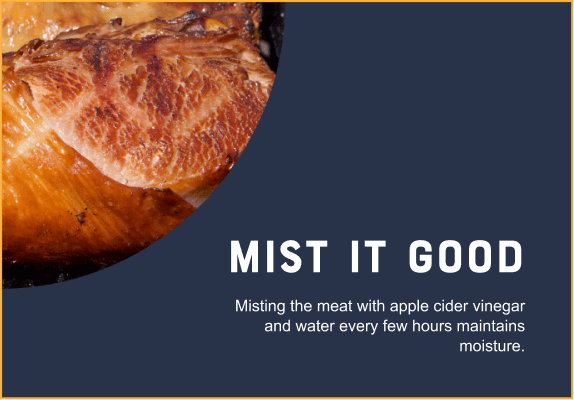 MIST IT GOOD
Misting the meat with apple cider vinegar
and water every few hours maintains
moisture.